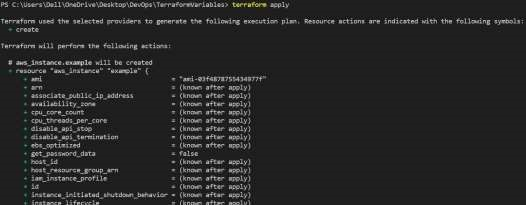 PS C:\Users\Dell\OneDrive\Desktop\DevOps\TerraformVariables> terraform apply
Terraform used the selected providers to generate the following execution plan. Resource actions are indicated with the following symbols:
+ create
Terraform will perform the following actions:
# aws_instance.example will be created
+ resource "aws_instance" "example" {
+ ami = "ami-03f4878755434977f"
+ arn = (known after apply)
+ associate_public_ip_address = (known after apply)
+ availability_zone = (known after apply)
+ cpu_core_count = (known after apply)
+ cpu_threads_per_core = (known after apply)
+ disable_api_stop = (known after apply)
+ disable_api_termination = (known after apply)
+ ebs_optimized = (known after apply)
+ get_password_data = false
+ host_id = (known after apply)
+ host_resource_group_arn = (known after apply)
+ iam_instance_profile = (known after apply)
+ id = (known after apply)
+ instance_initiated_shutdown_behavior = (known after apply)
+ instance_lifecycle = (known after apply)